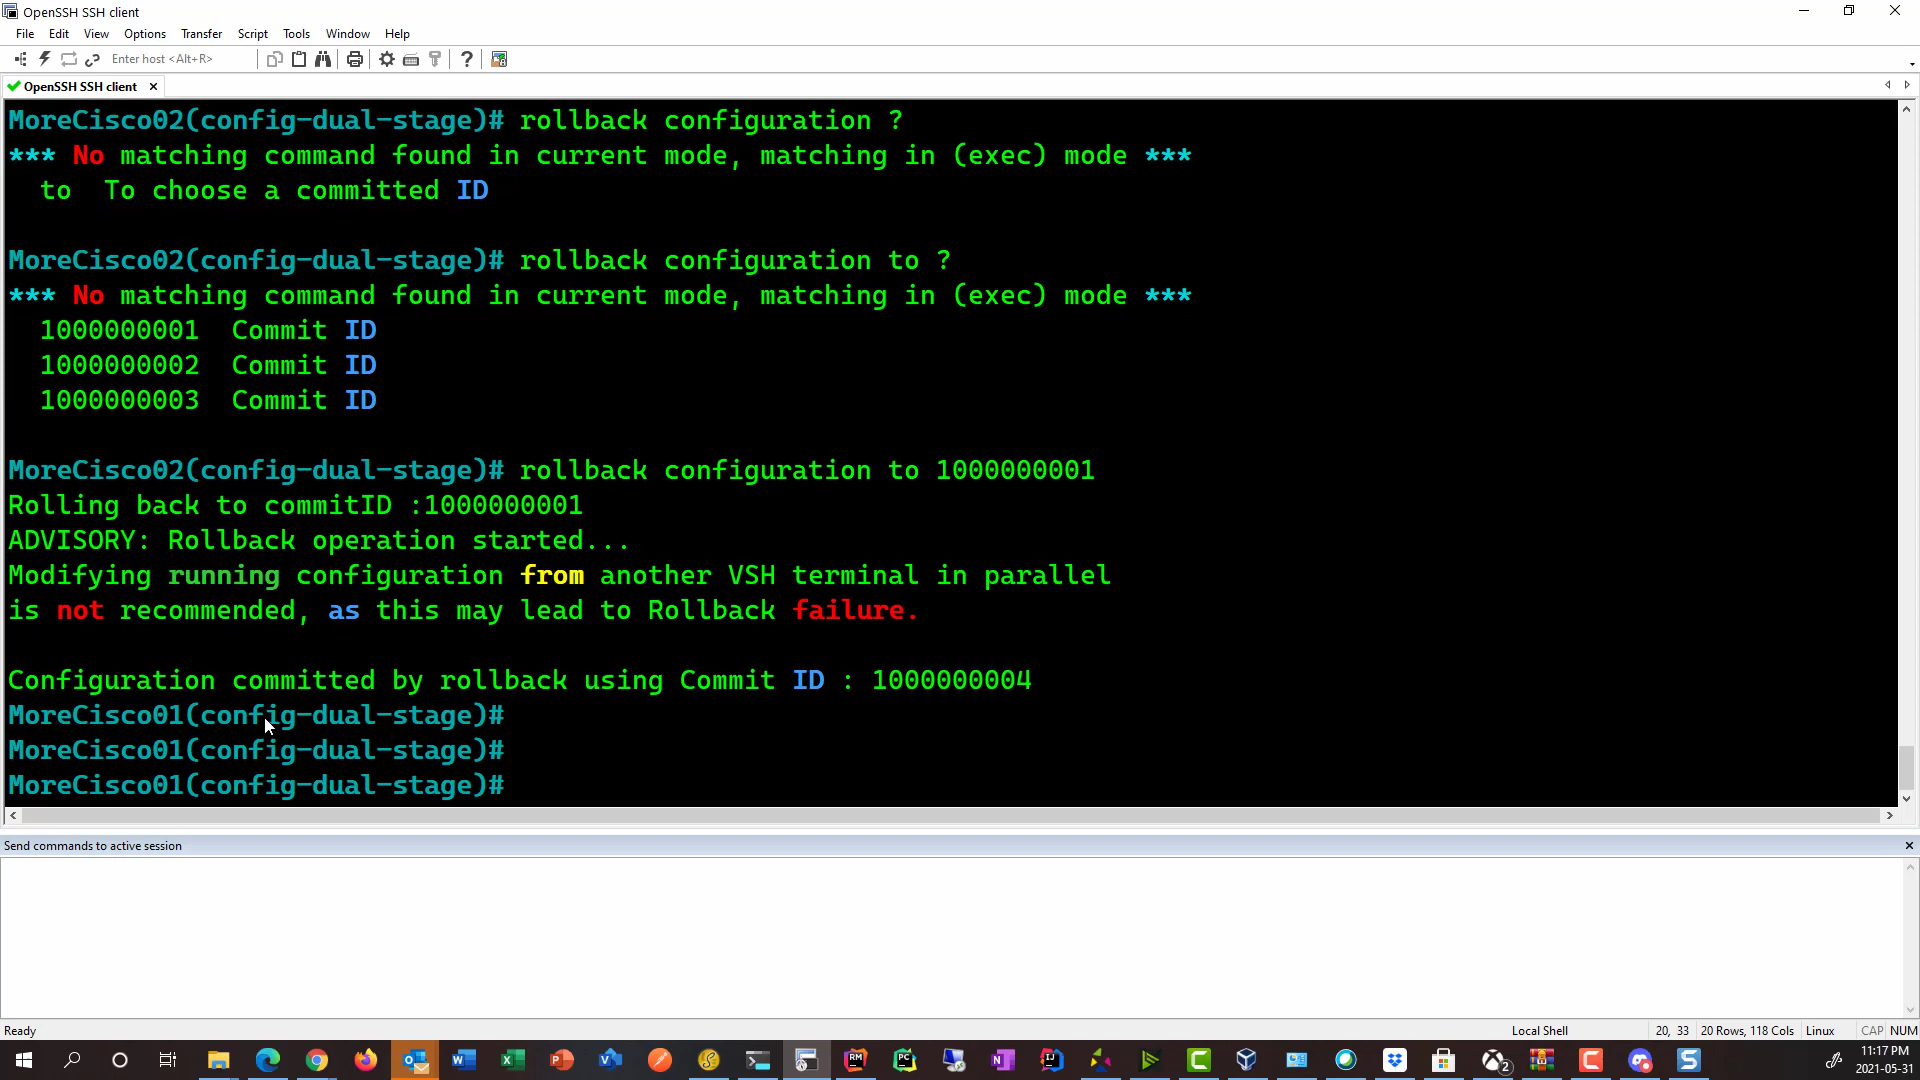 OpenSSH SSH client
File Edit View Options Transfer Script Tools Window Help
Enter host <Alt+R>
OpenSSH SSH client
MoreCisco02(config-dual-stage)# rollback configuration ?
*** No matching command found in current mode, matching in (exec) mode ***
to  To choose a committed ID
MoreCisco02(config-dual-stage)# rollback configuration to ?
*** No matching command found in current mode, matching in (exec) mode ***
1000000001  Commit ID
1000000002  Commit ID
1000000003  Commit ID
MoreCisco02(config-dual-stage)# rollback configuration to 1000000001
Rolling back to commitID :1000000001
ADVISORY: Rollback operation started...
Modifying running configuration from another VSH terminal in parallel
is not recommended, as this may lead to Rollback failure.
Configuration committed by rollback using Commit ID : 1000000004
MoreCisco01(config-dual-stage)#
MoreCisco01(config-dual-stage)#
MoreCisco01(config-dual-stage)#
Send commands to active session
Ready Local Shell 20, 33 20 Rows, 118 Cols Linux CAP NUM
11:17 PM
2021-05-31